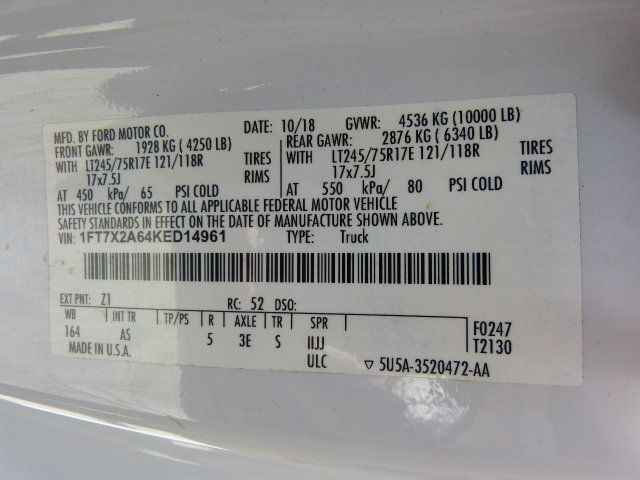 MFD. BY FORD MOTOR CO. DATE: 10/18 GVWR: 4536 KG (10000 LB)
FRONT GAWR: 1928 KG ( 4250 LB) REAR GAWR: 2876 KG ( 6340 LB)
WITH LT245/75R17E 121/118R TIRES WITH LT245/75R17E 121/118R TIRES
17x7.5J RIMS 17x7.5J RIMS
AT 450 kPa/ 65 PSI COLD AT 550 kPa/ 80 PSI COLD
THIS VEHICLE CONFORMS TO ALL APPLICABLE FEDERAL MOTOR VEHICLE
SAFETY STANDARDS IN EFFECT ON THE DATE OF MANUFACTURE SHOWN ABOVE.
VIN: 1FT7X2A64KED14961 TYPE: Truck
EXT PNT: Z1 RC: 52 DSO:
WB INT TR TP/PS R AXLE TR SPR F0247
164 AS 5 3E S IIJJ T2130
MADE IN U.S.A. ULC ▽ 5U5A-3520472-AA